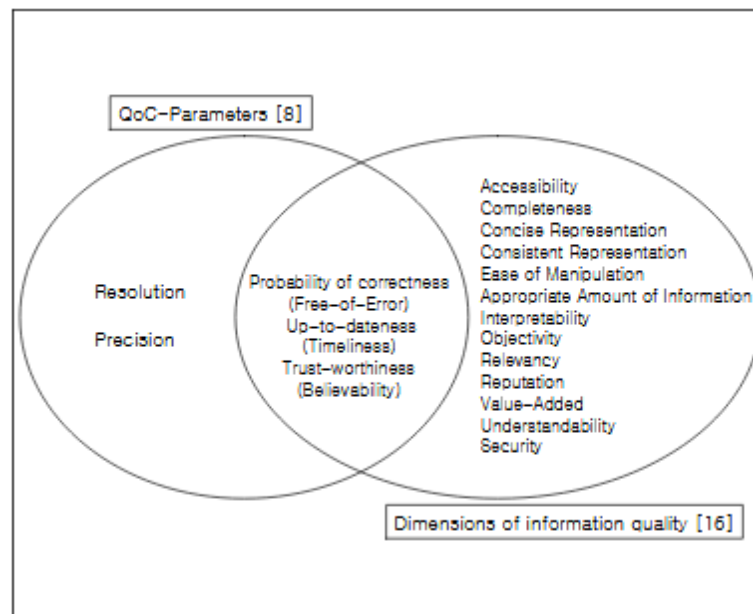 QoC-Parameters [8]
Resolution
Precision
Probability of correctness
(Free-of-Error)
Up-to-dateness
(Timeliness)
Trust-worthiness
(Believability)
Accessibility
Completeness
Concise Representation
Consistent Representation
Ease of Manipulation
Appropriate Amount of Information
Interpretability
Objectivity
Relevancy
Reputation
Value-Added
Understandability
Security
Dimensions of information quality [16]